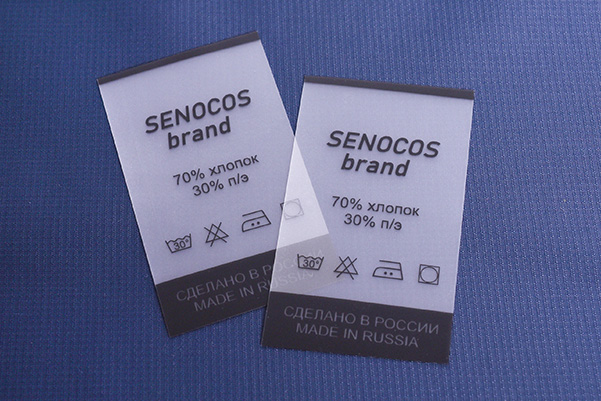 SENOCOS
brand
70% хлопок
30% п/э
30°
СДЕЛАНО В РОССИИ
MADE IN RUSSIA
SENOCOS
brand
70% хлопок
30% п/э
30°
СДЕЛАНО В РОССИИ
MADE IN RUSSIA